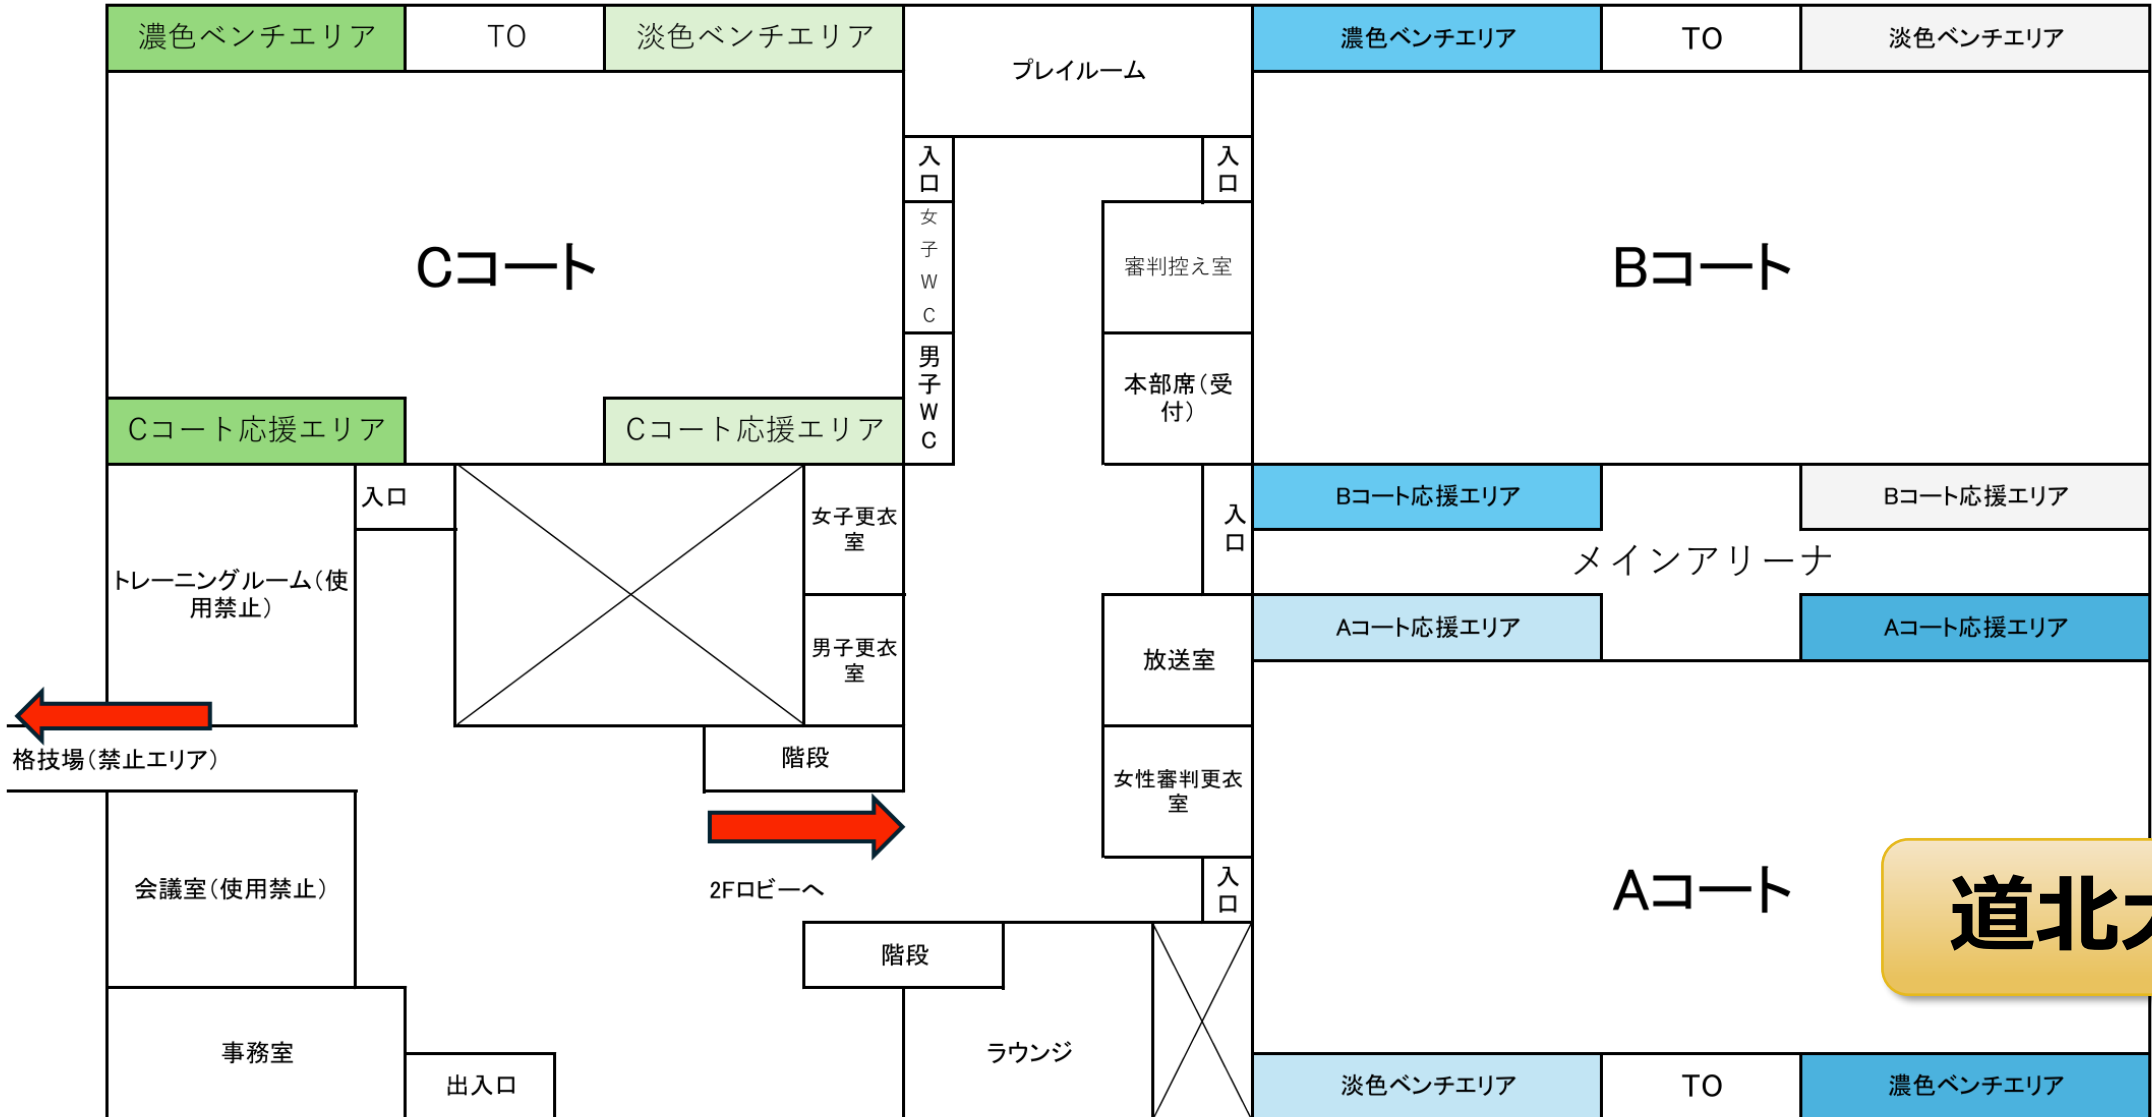 濃色ベンチエリア
TO
淡色ベンチエリア
プレイルーム
濃色ベンチエリア
TO
淡色ベンチエリア
入
口
入
口
女
子
W
C
Cコート
審判控え室
Bコート
男
子
W
C
本部席(受
付)
Cコート応援エリア
Cコート応援エリア
入口
女子更衣
室
入
口
Bコート応援エリア
Bコート応援エリア
メインアリーナ
トレーニングルーム(使
用禁止)
男子更衣
室
放送室
Aコート応援エリア
Aコート応援エリア
格技場(禁止エリア)
階段
女性審判更衣
室
会議室(使用禁止)
2Fロビーへ
入
口
Aコート
道北
階段
事務室
出入口
ラウンジ
淡色ベンチエリア
TO
濃色ベンチエリア